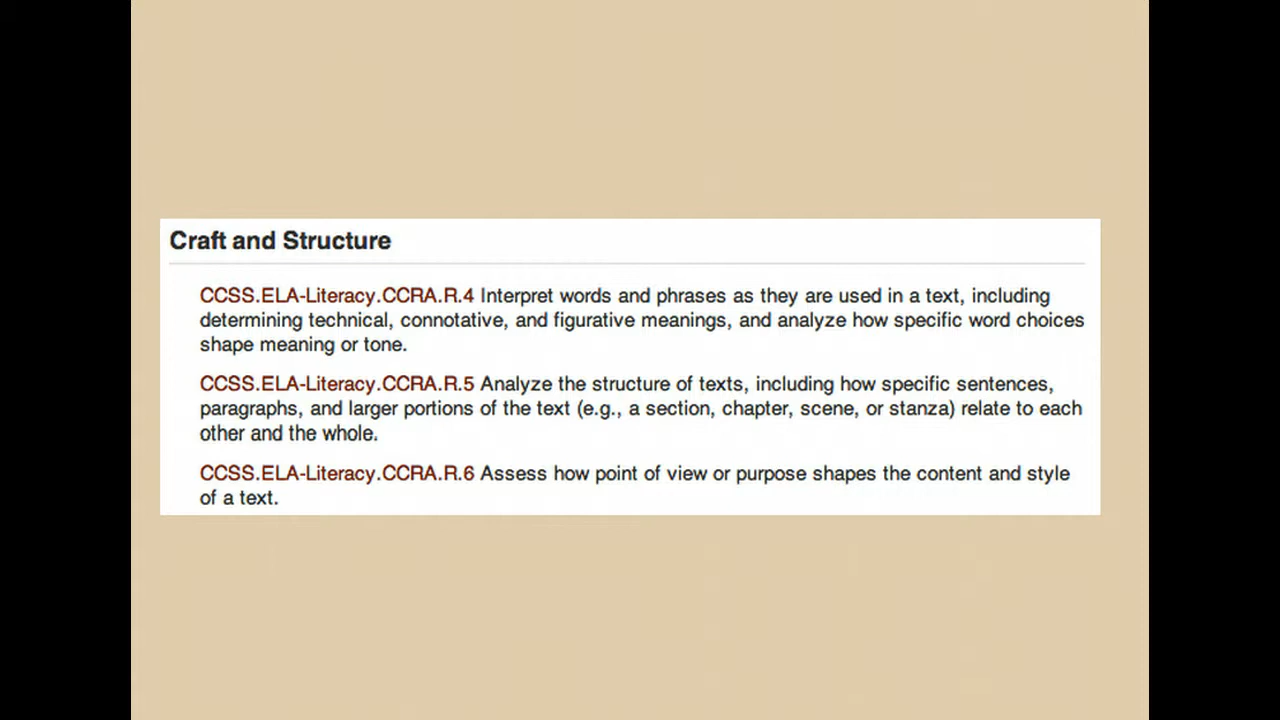 Craft and Structure
CCSS.ELA-Literacy.CCRA.R.4 Interpret words and phrases as they are used in a text, including
determining technical, connotative, and figurative meanings, and analyze how specific word choices
shape meaning or tone.
CCSS.ELA-Literacy.CCRA.R.5 Analyze the structure of texts, including how specific sentences,
paragraphs, and larger portions of the text (e.g., a section, chapter, scene, or stanza) relate to each
other and the whole.
CCSS.ELA-Literacy.CCRA.R.6 Assess how point of view or purpose shapes the content and style
of a text.